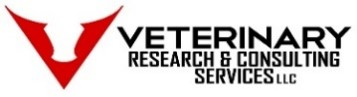 VETERINARY
RESEARCH & CONSULTING
SERVICES LLC